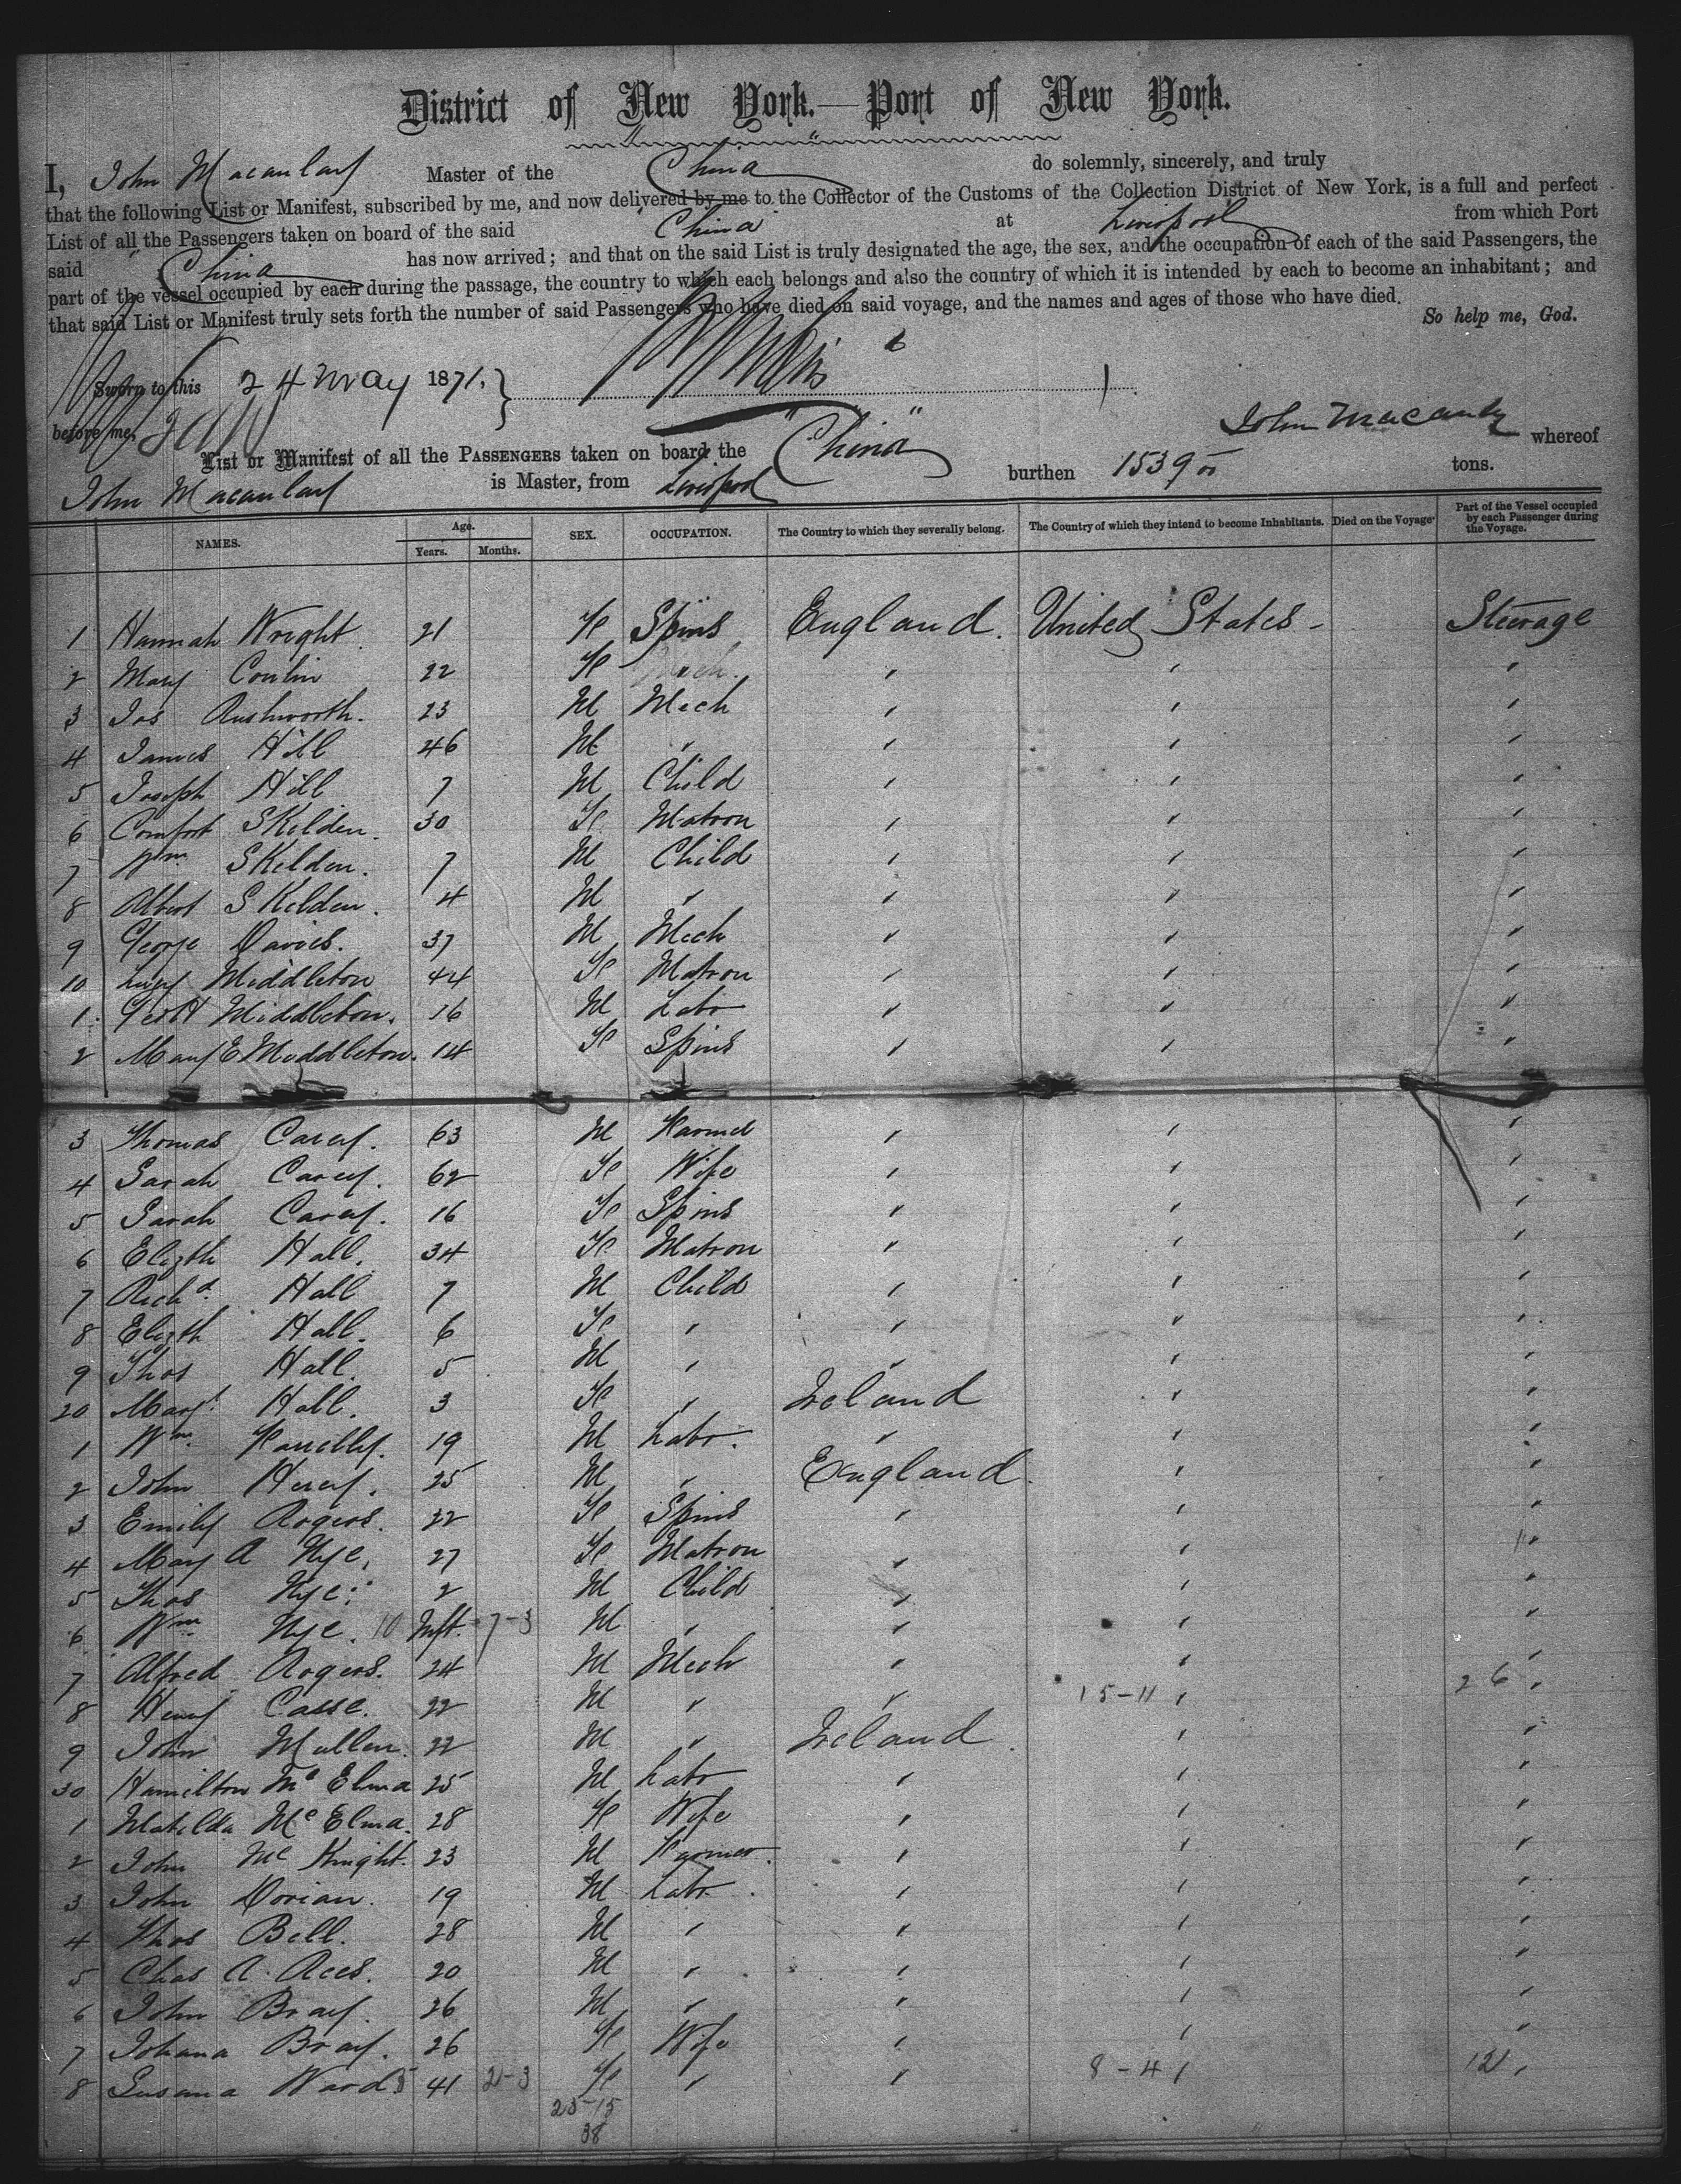 District of New York.—Port of New York.
I, John Macaulay Master of the China do solemnly, sincerely, and truly
that the following List or Manifest, subscribed by me, and now delivered by me to the Collector of the Customs of the Collection District of New York, is a full and perfect
List of all the Passengers taken on board of the said China at Liverpool from which Port
said China has now arrived; and that on the said List is truly designated the age, the sex, and the occupation of each of the said Passengers, the
part of the vessel occupied by each during the passage, the country to which each belongs and also the country of which it is intended by each to become an inhabitant; and
that said List or Manifest truly sets forth the number of said Passengers who have died on said voyage, and the names and ages of those who have died.
So help me, God.
Sworn to this 24 May 1871. }
before me,
John Macaulay
List or Manifest of all the PASSENGERS taken on board the "China" whereof
John Macaulay is Master, from Liverpool burthen 1539 tons.
NAMES. Age. Years. Months. SEX. OCCUPATION. The Country to which they severally belong. The Country of which they intend to become Inhabitants. Died on the Voyage Part of the Vessel occupied by each Passenger during the Voyage.
1 Hannah Wright 21 F Spins England. United States - Steerage
2 Mary Conlin 22 F " " "
3 Jas Rushworth. 23 M Mech " " "
4 James Hill 46 M " " " "
5 Joseph Hill 7 M Child " " "
6 Comfort Skelden. 30 F Matron " " "
7 Wm Skelden. 7 M Child " " "
8 Albert Skelden. 4 M " " " "
9 George Davies. 37 M Mech " " "
10 Lucy Middleton 44 F Matron " " "
1 Geo H Middleton. 16 M Labr " " "
2 Mary E Middleton. 14 F Spins " " "
3 Thomas Carey. 63 M Farmer " " "
4 Sarah Carey. 62 F Wife " " "
5 Sarah Carey. 16 F Spins " " "
6 Elizth Hall. 34 F Matron " " "
7 Richd Hall 7 M Child " " "
8 Elizth Hall. 6 F " " " "
9 Thos Hall. 5 M " " " "
20 Margt Hall. 3 F " Ireland " "
1 Wm 19 M Labr. " " "
2 John 25 M " England. " "
3 Emily Rogers. 22 F Spins " " "
4 Mary A Nye. 27 F Matron " " "
5 Thos Nye. 2 M Child " " "
6 Wm Nye. 10 Inft. 7-3 M " " " "
7 Alfred Rogers. 24 M Mech " " "
8 Henry Casse. 22 M " " 15-11 " 26 "
9 John Mullen. 22 M " Ireland. " "
30 Hamilton McElma 25 M Labr " " "
1 Matilda McElma. 28 F Wife " " "
2 John McKnight. 23 M Farmer. " " "
3 John Dorian. 19 M Labr. " " "
4 Thos Bell. 28 M " " " "
5 Chas A. Rees. 20 M " " " "
6 John Bray. 26 M " " " "
7 Johana Bray. 26 F Wife " " "
8 Susana Ward 5 41 2-3 F " " 8-4 " 12 "
23-15
38